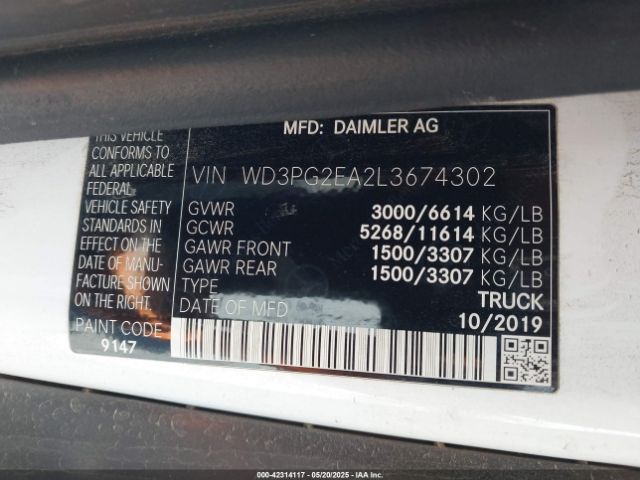 MFD: DAIMLER AG
THIS VEHICLE
CONFORMS TO
ALL APPLICABLE
FEDERAL
VEHICLE SAFETY
STANDARDS IN
EFFECT ON THE
DATE OF MANU-
FACTURE SHOWN
ON THE RIGHT.
PAINT CODE
9147
VIN WD3PG2EA2L3674302
GVWR 3000/6614 KG/LB
GCWR 5268/11614 KG/LB
GAWR FRONT 1500/3307 KG/LB
GAWR REAR 1500/3307 KG/LB
TYPE TRUCK
DATE OF MFD 10/2019
000-42314117 | 05/20/2025 | IAAI.COM